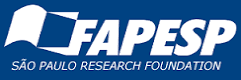 FAPESP
SÃO PAULO RESEARCH FOUNDATION